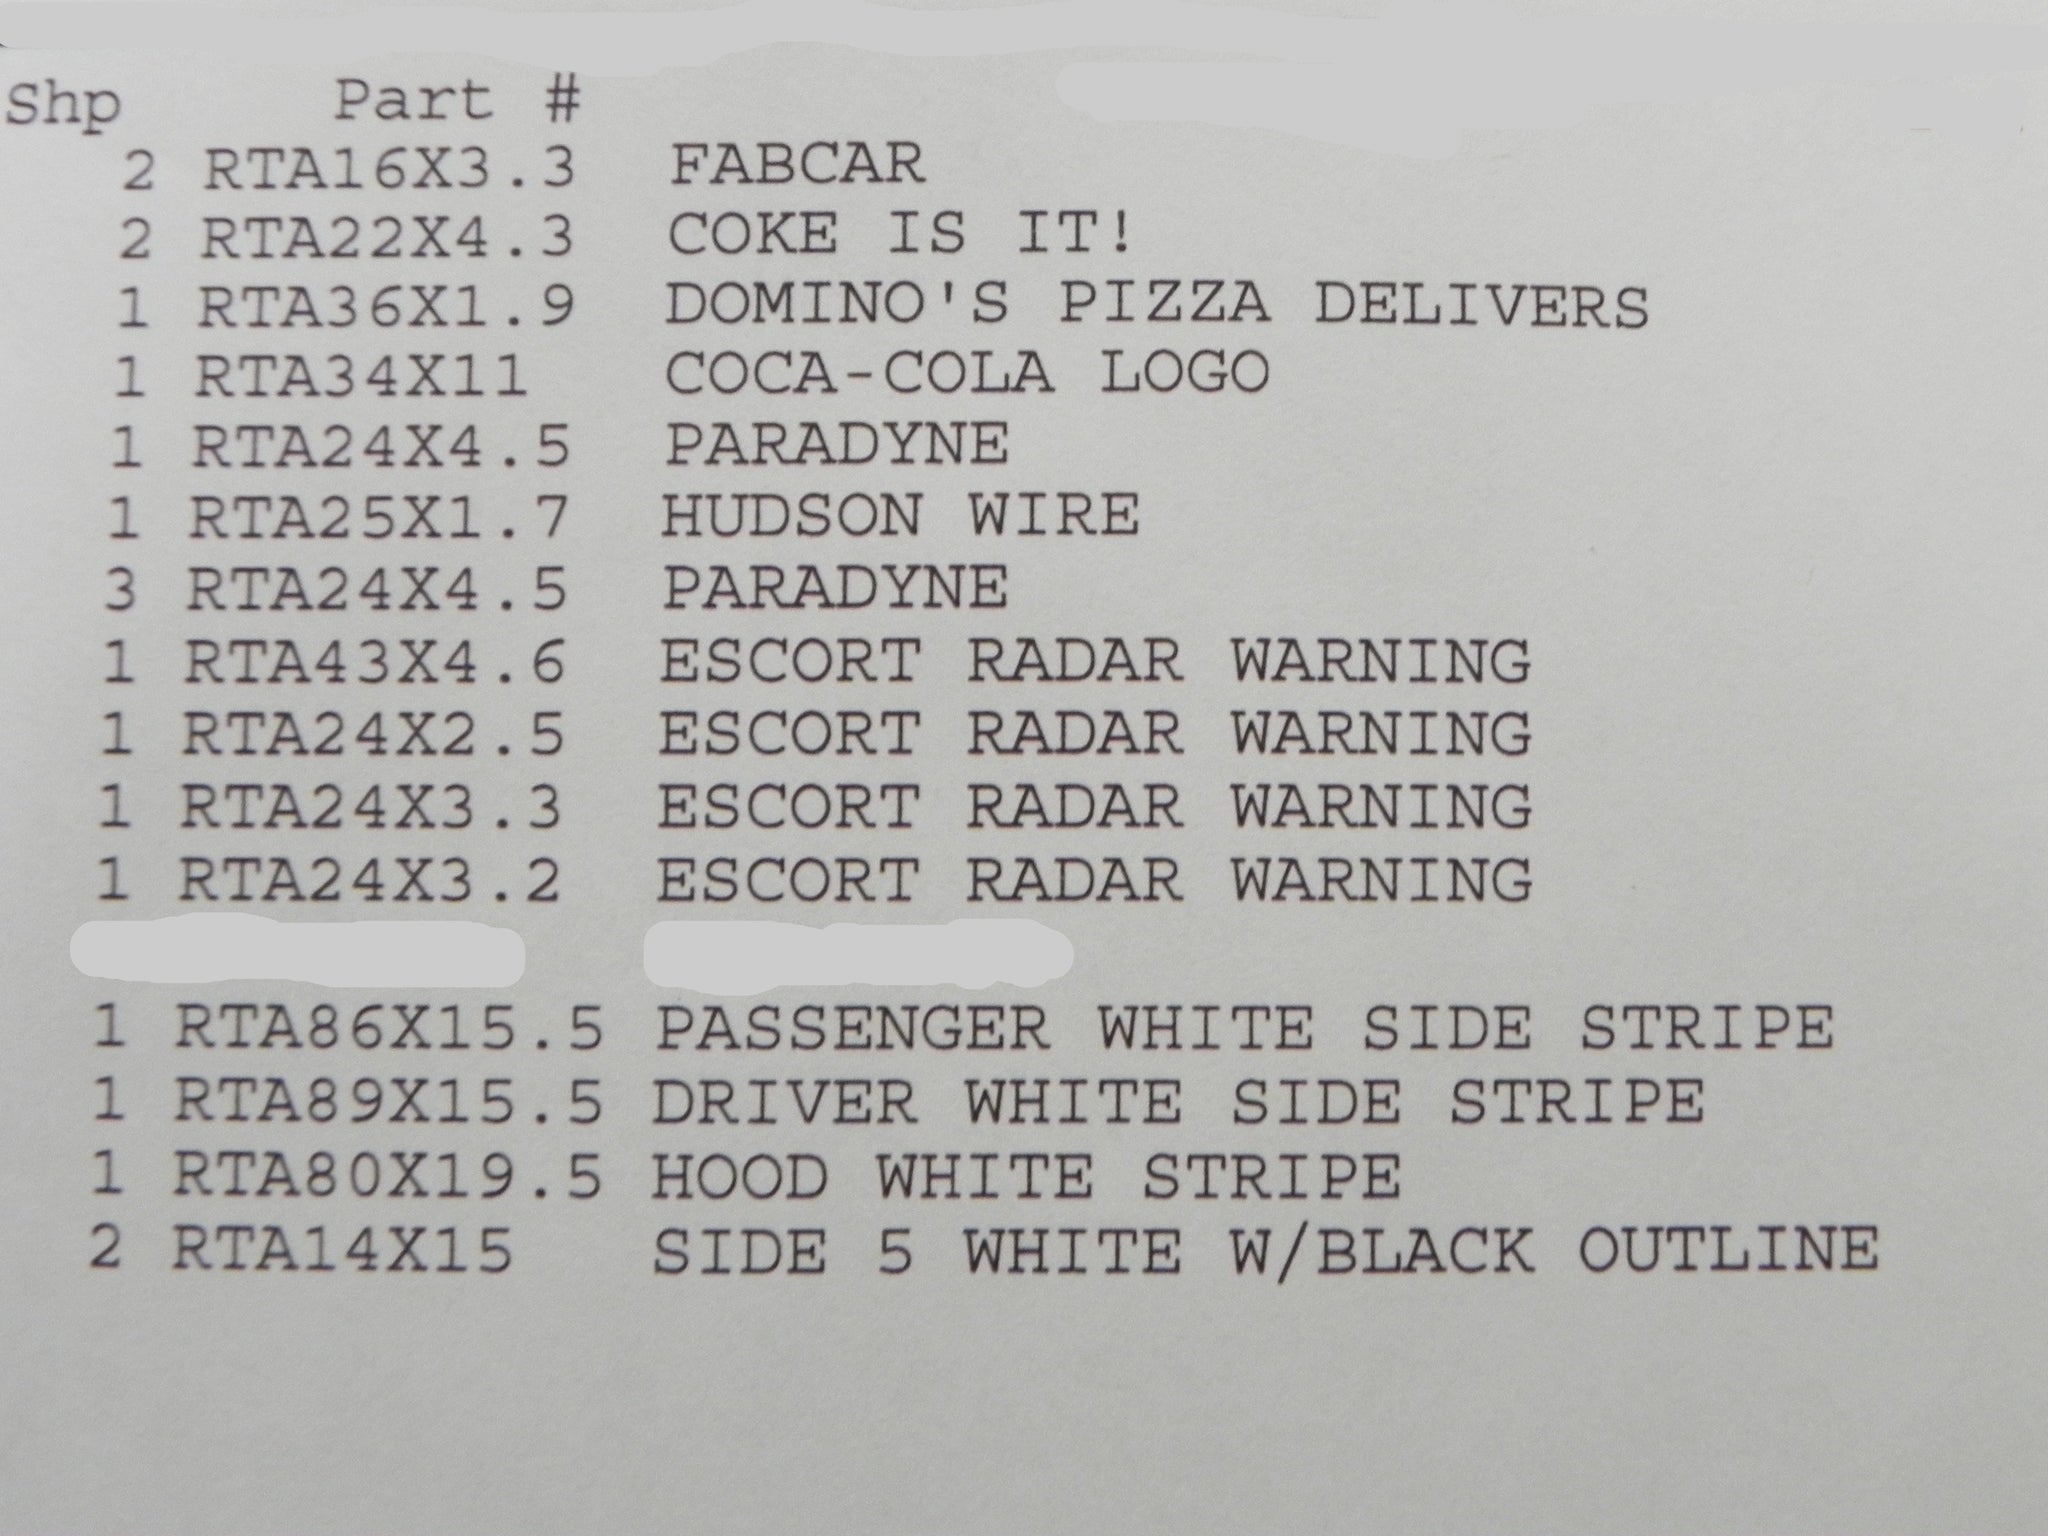 Shp Part #
2 RTA16X3.3 FABCAR
2 RTA22X4.3 COKE IS IT!
1 RTA36X1.9 DOMINO'S PIZZA DELIVERS
1 RTA34X11 COCA-COLA LOGO
1 RTA24X4.5 PARADYNE
1 RTA25X1.7 HUDSON WIRE
3 RTA24X4.5 PARADYNE
1 RTA43X4.6 ESCORT RADAR WARNING
1 RTA24X2.5 ESCORT RADAR WARNING
1 RTA24X3.3 ESCORT RADAR WARNING
1 RTA24X3.2 ESCORT RADAR WARNING
1 RTA86X15.5 PASSENGER WHITE SIDE STRIPE
1 RTA89X15.5 DRIVER WHITE SIDE STRIPE
1 RTA80X19.5 HOOD WHITE STRIPE
2 RTA14X15 SIDE 5 WHITE W/BLACK OUTLINE